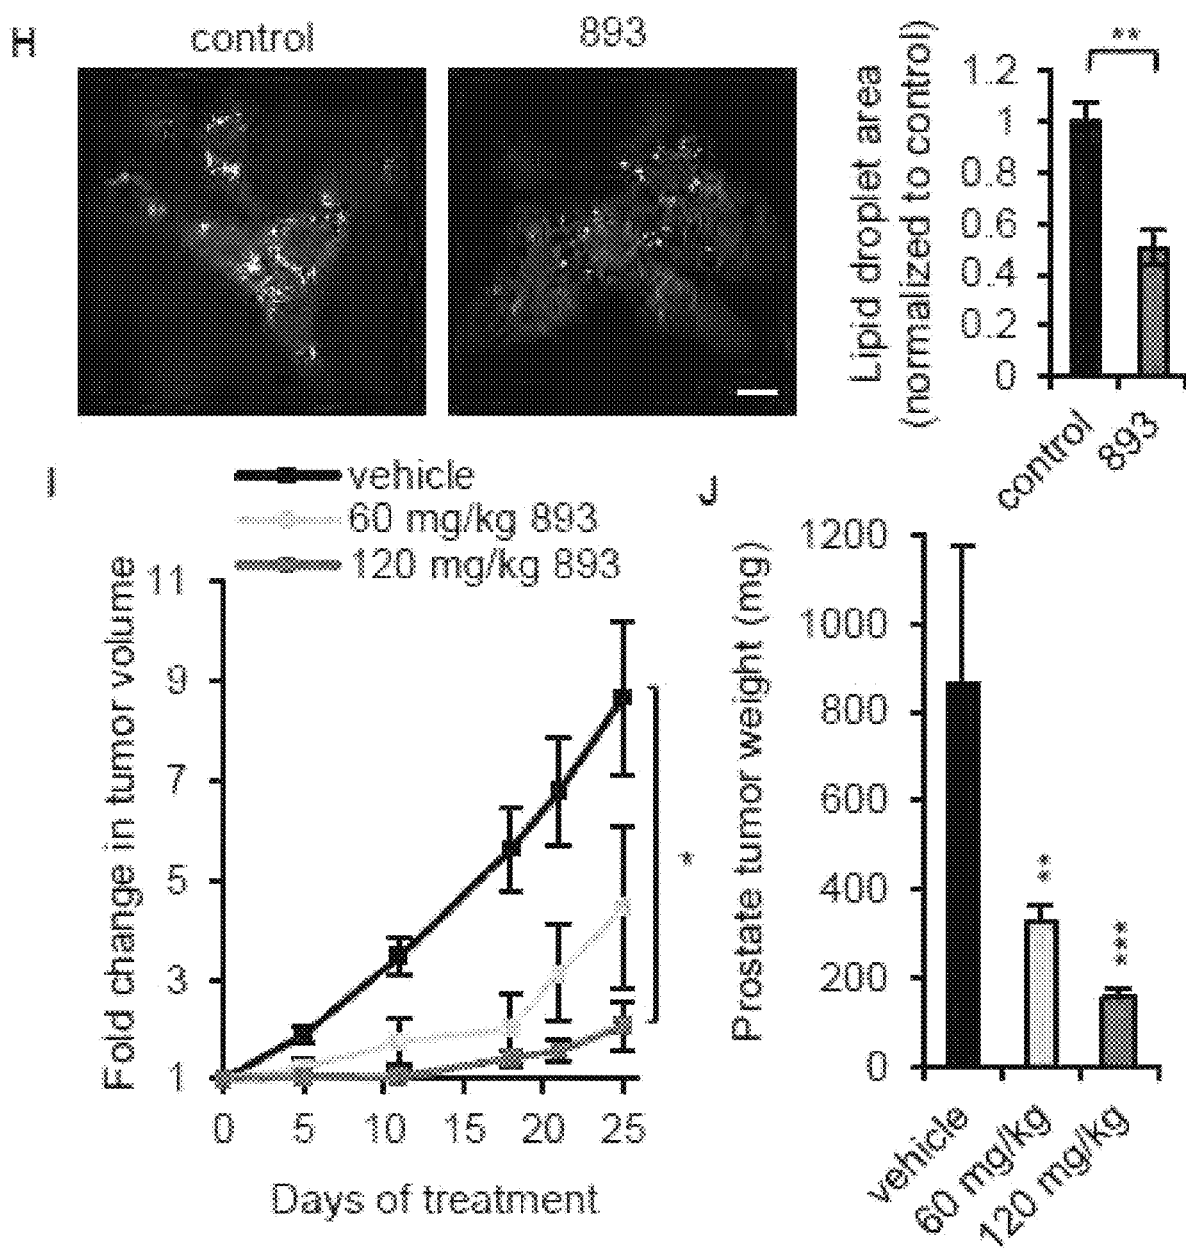 H
control
893
Lipid droplet area
(normalized to control)
**
1.2
1
0.8
0.6
0.4
0.2
0
control
893
I
vehicle
60 mg/kg 893
120 mg/kg 893
Fold change in tumor volume
11
9
7
5
3
1
*
0 5 10 15 20 25
Days of treatment
J
Prostate tumor weight (mg)
1200
1000
800
600
400
200
0
**
***
vehicle
60 mg/kg
120 mg/kg